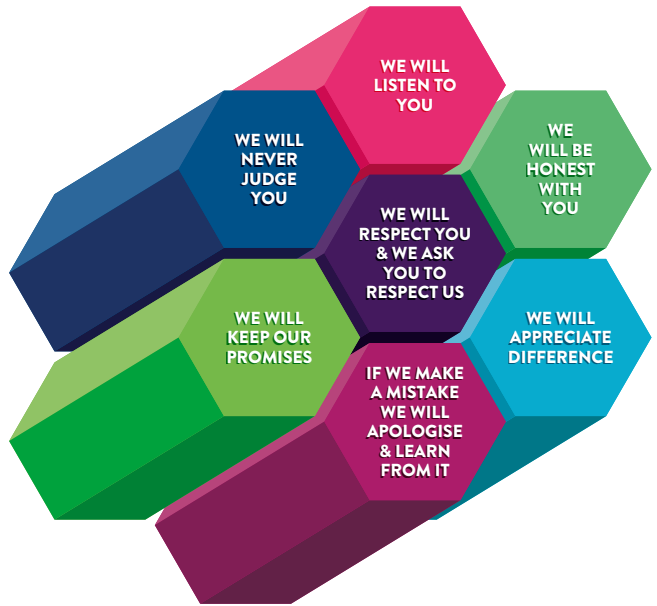 WE WILL
LISTEN TO
YOU
WE WILL
NEVER
JUDGE
YOU
WE
WILL BE
HONEST
WITH
YOU
WE WILL
RESPECT YOU
& WE ASK
YOU TO
RESPECT US
WE WILL
KEEP OUR
PROMISES
WE WILL
APPRECIATE
DIFFERENCE
IF WE MAKE
A MISTAKE
WE WILL
APOLOGISE
& LEARN
FROM IT